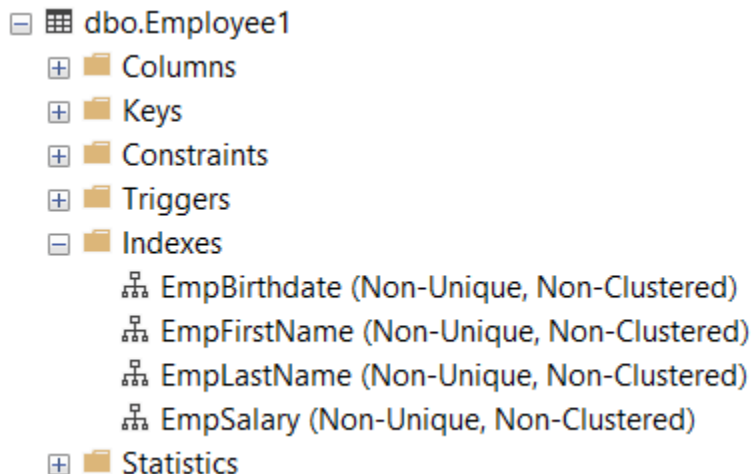 dbo.Employee1
Columns
Keys
Constraints
Triggers
Indexes
EmpBirthdate (Non-Unique, Non-Clustered)
EmpFirstName (Non-Unique, Non-Clustered)
EmpLastName (Non-Unique, Non-Clustered)
EmpSalary (Non-Unique, Non-Clustered)
Statistics